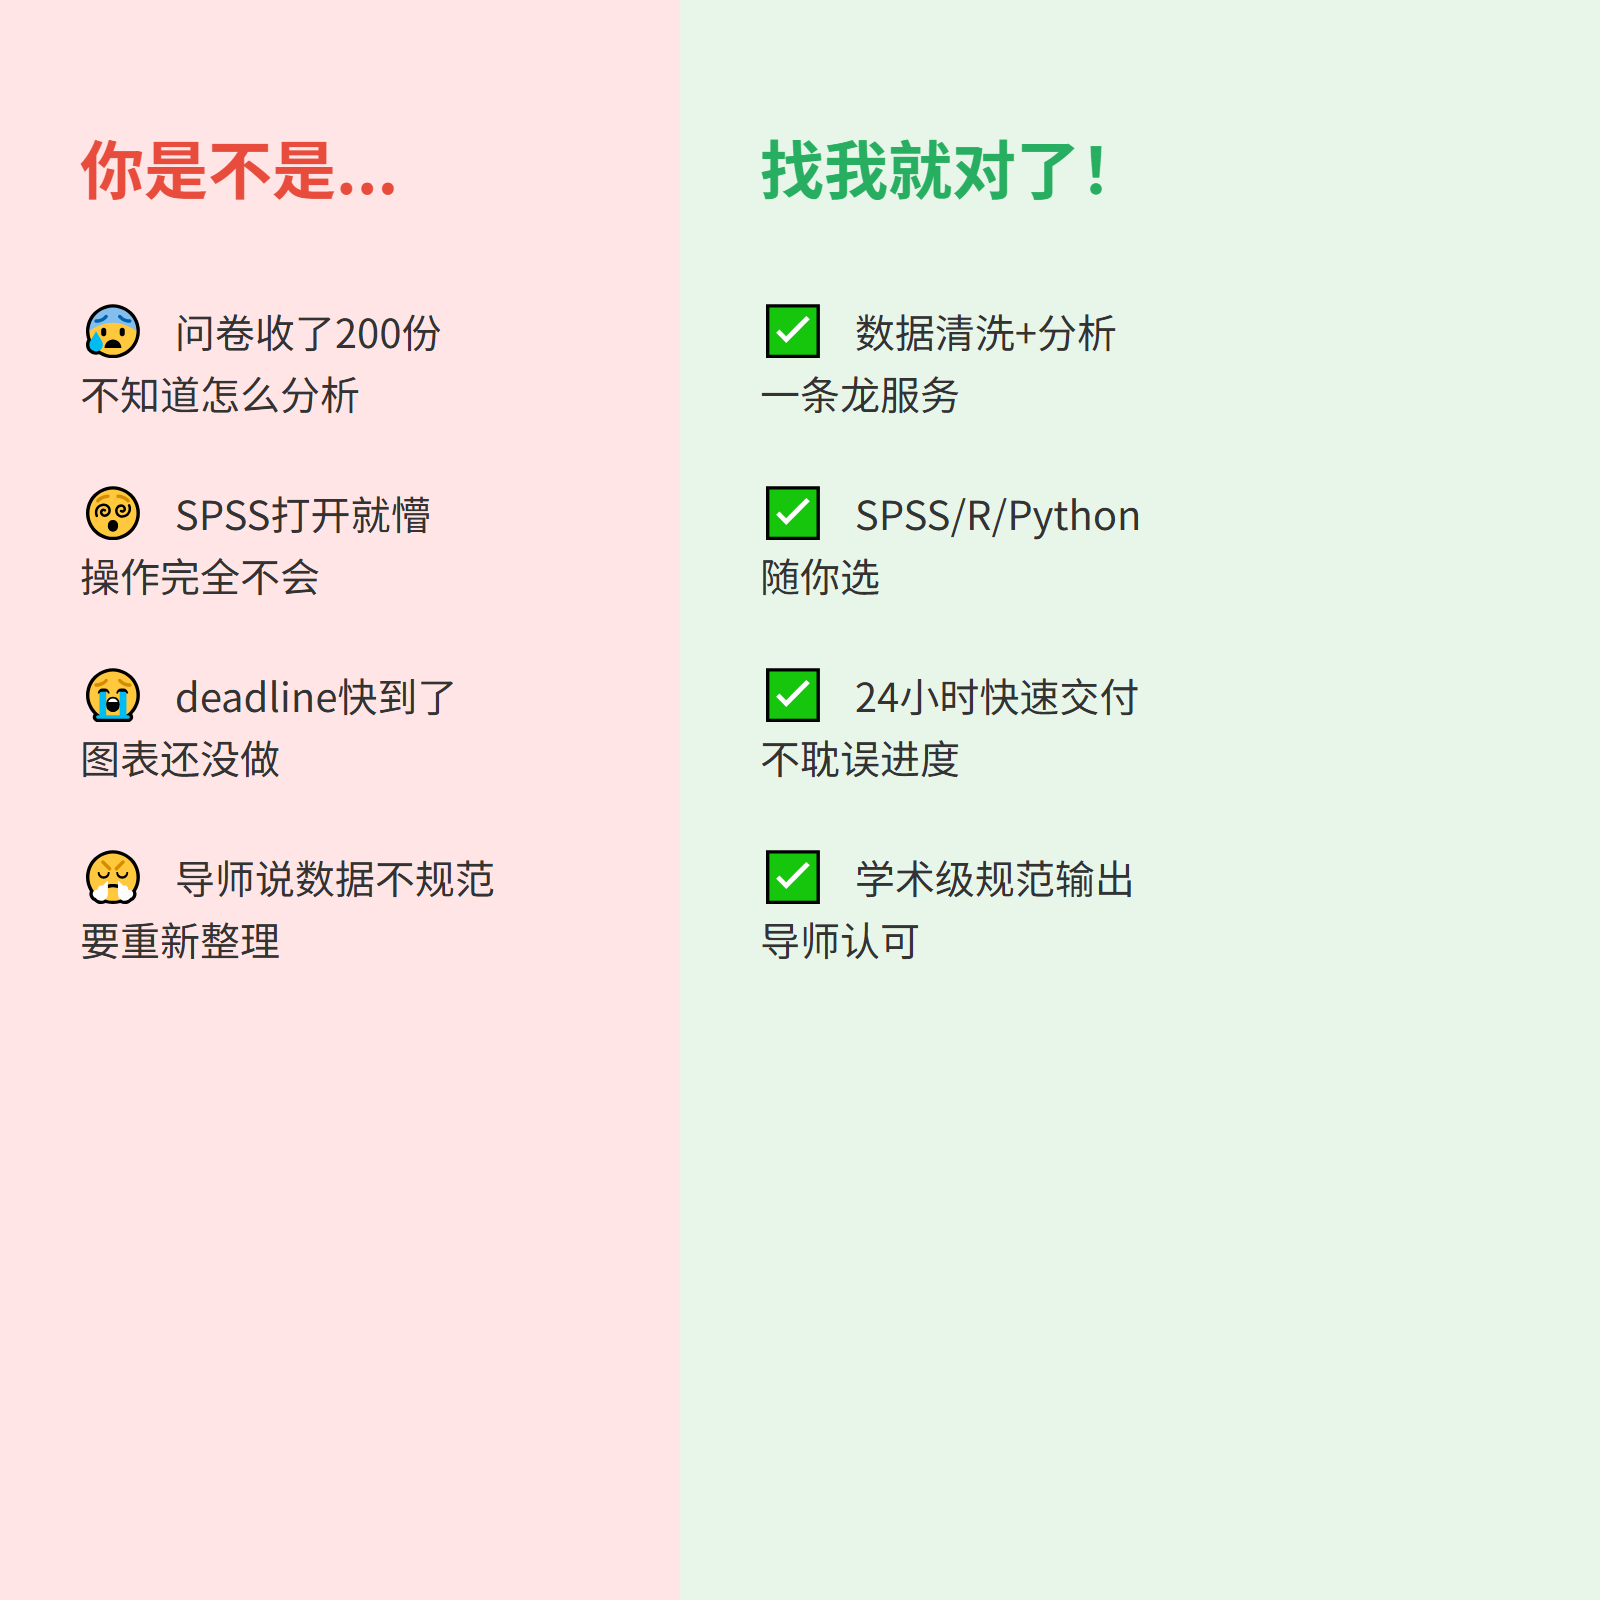 你是不是...
😰 问卷收了200份
不知道怎么分析
😵‍💫 SPSS打开就懵
操作完全不会
😭 deadline快到了
图表还没做
😤 导师说数据不规范
要重新整理
找我就对了！
✅ 数据清洗+分析
一条龙服务
✅ SPSS/R/Python
随你选
✅ 24小时快速交付
不耽误进度
✅ 学术级规范输出
导师认可